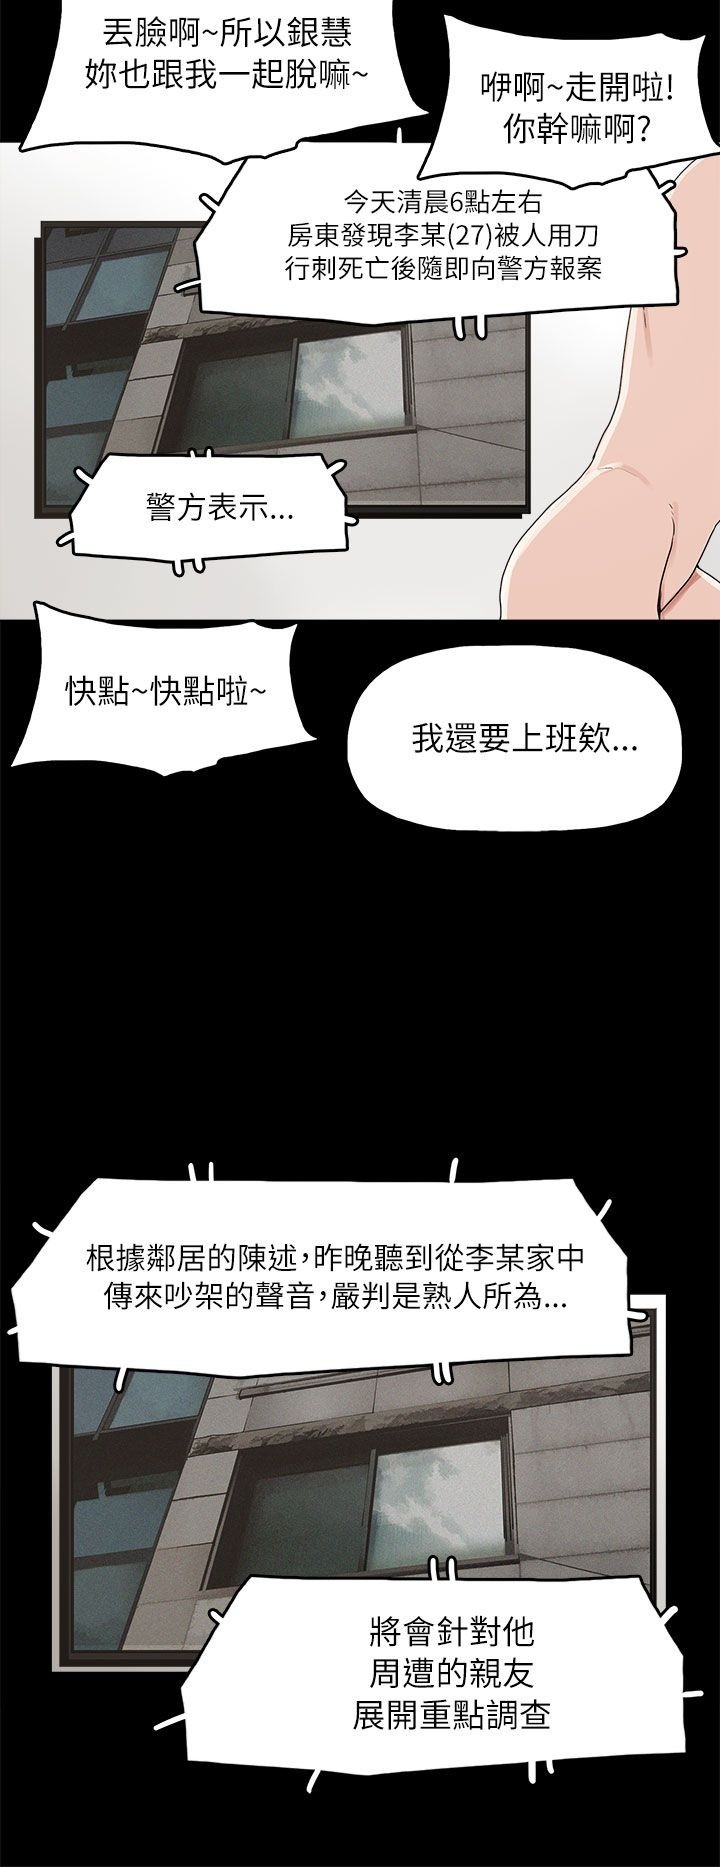 丟臉啊~所以銀慧
妳也跟我一起脫嘛~
咿啊~走開啦!
你幹嘛啊?
今天清晨6點左右
房東發現李某(27)被人用刀
行刺死亡後隨即向警方報案
警方表示...
快點~快點啦~
我還要上班欸...
根據鄰居的陳述,昨晚聽到從李某家中
傳來吵架的聲音,嚴判是熟人所為...
將會針對他
周遭的親友
展開重點調查